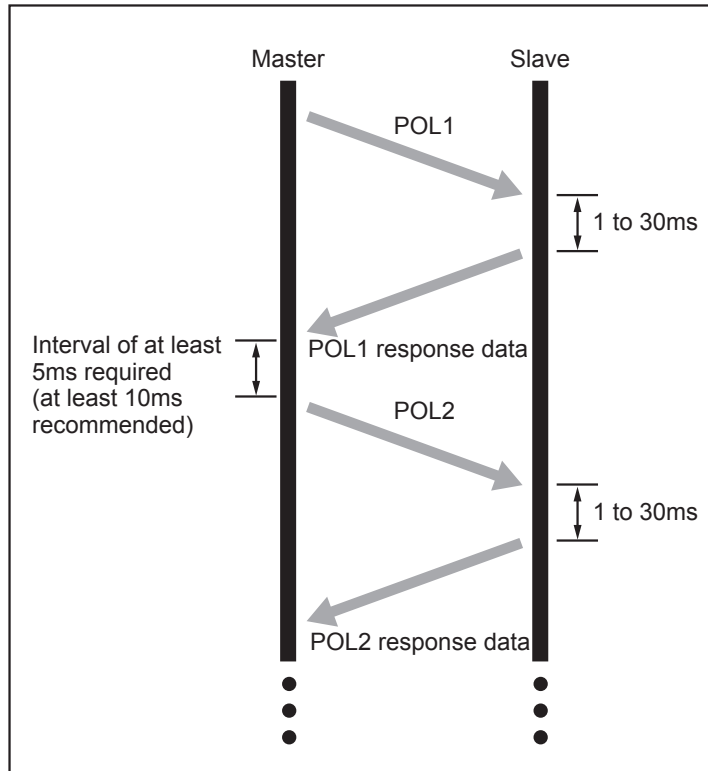 Master
Slave
POL1
1 to 30ms
POL1 response data
Interval of at least
5ms required
(at least 10ms
recommended)
POL2
1 to 30ms
POL2 response data